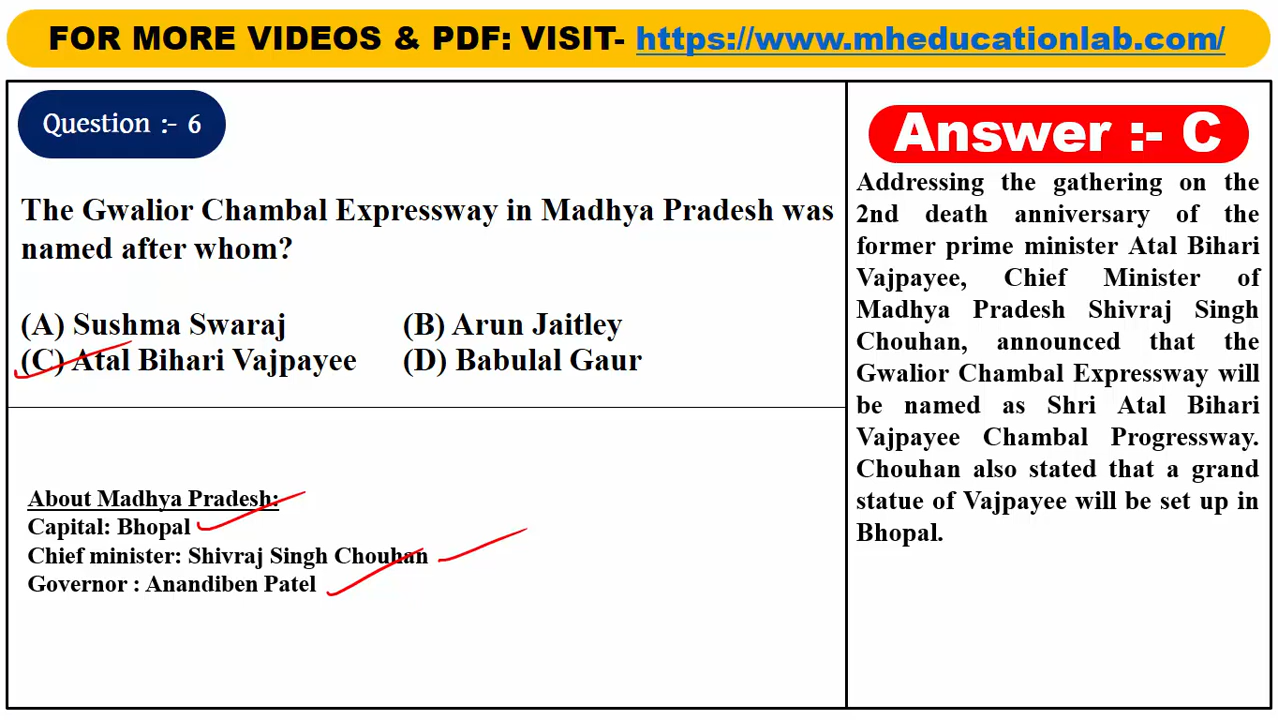 FOR MORE VIDEOS & PDF: VISIT- https://www.mheducationlab.com/
Question :- 6
The Gwalior Chambal Expressway in Madhya Pradesh was
named after whom?
(A) Sushma Swaraj (B) Arun Jaitley
(C) Atal Bihari Vajpayee (D) Babulal Gaur
About Madhya Pradesh:
Capital: Bhopal
Chief minister: Shivraj Singh Chouhan
Governor : Anandiben Patel
Answer :- C
Addressing the gathering on the
2nd death anniversary of the
former prime minister Atal Bihari
Vajpayee, Chief Minister of
Madhya Pradesh Shivraj Singh
Chouhan, announced that the
Gwalior Chambal Expressway will
be named as Shri Atal Bihari
Vajpayee Chambal Progressway.
Chouhan also stated that a grand
statue of Vajpayee will be set up in
Bhopal.